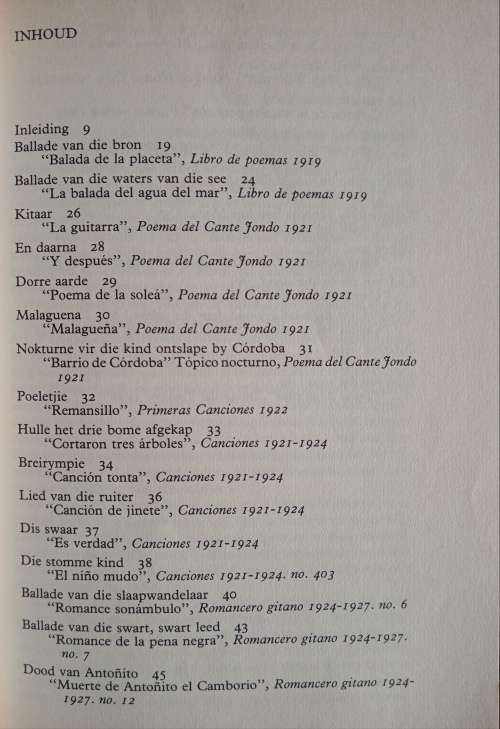 INHOUD
Inleiding 9
Ballade van die bron 19
"Balada de la placeta", Libro de poemas 1919
Ballade van die waters van die see 24
"La balada del agua del mar", Libro de poemas 1919
Kitaar 26
"La guitarra", Poema del Cante Jondo 1921
En daarna 28
"Y después", Poema del Cante Jondo 1921
Dorre aarde 29
"Poema de la soleá", Poema del Cante Jondo 1921
Malaguena 30
"Malagueña", Poema del Cante Jondo 1921
Nokturne vir die kind ontslape by Córdoba 31
"Barrio de Córdoba" Tópico nocturno, Poema del Cante Jondo
1921
Poeletjie 32
"Remansillo", Primeras Canciones 1922
Hulle het drie bome afgekap 33
"Cortaron tres árboles", Canciones 1921-1924
Breirympie 34
"Canción tonta", Canciones 1921-1924
Lied van die ruiter 36
"Canción de jinete", Canciones 1921-1924
Dis swaar 37
"Es verdad", Canciones 1921-1924
Die stomme kind 38
"El niño mudo", Canciones 1921-1924. no. 403
Ballade van die slaapwandelaar 40
"Romance sonámbulo", Romancero gitano 1924-1927. no. 6
Ballade van die swart, swart leed 43
"Romance de la pena negra", Romancero gitano 1924-1927.
no. 7
Dood van Antoñito 45
"Muerte de Antoñito el Camborio", Romancero gitano 1924-
1927. no. 12